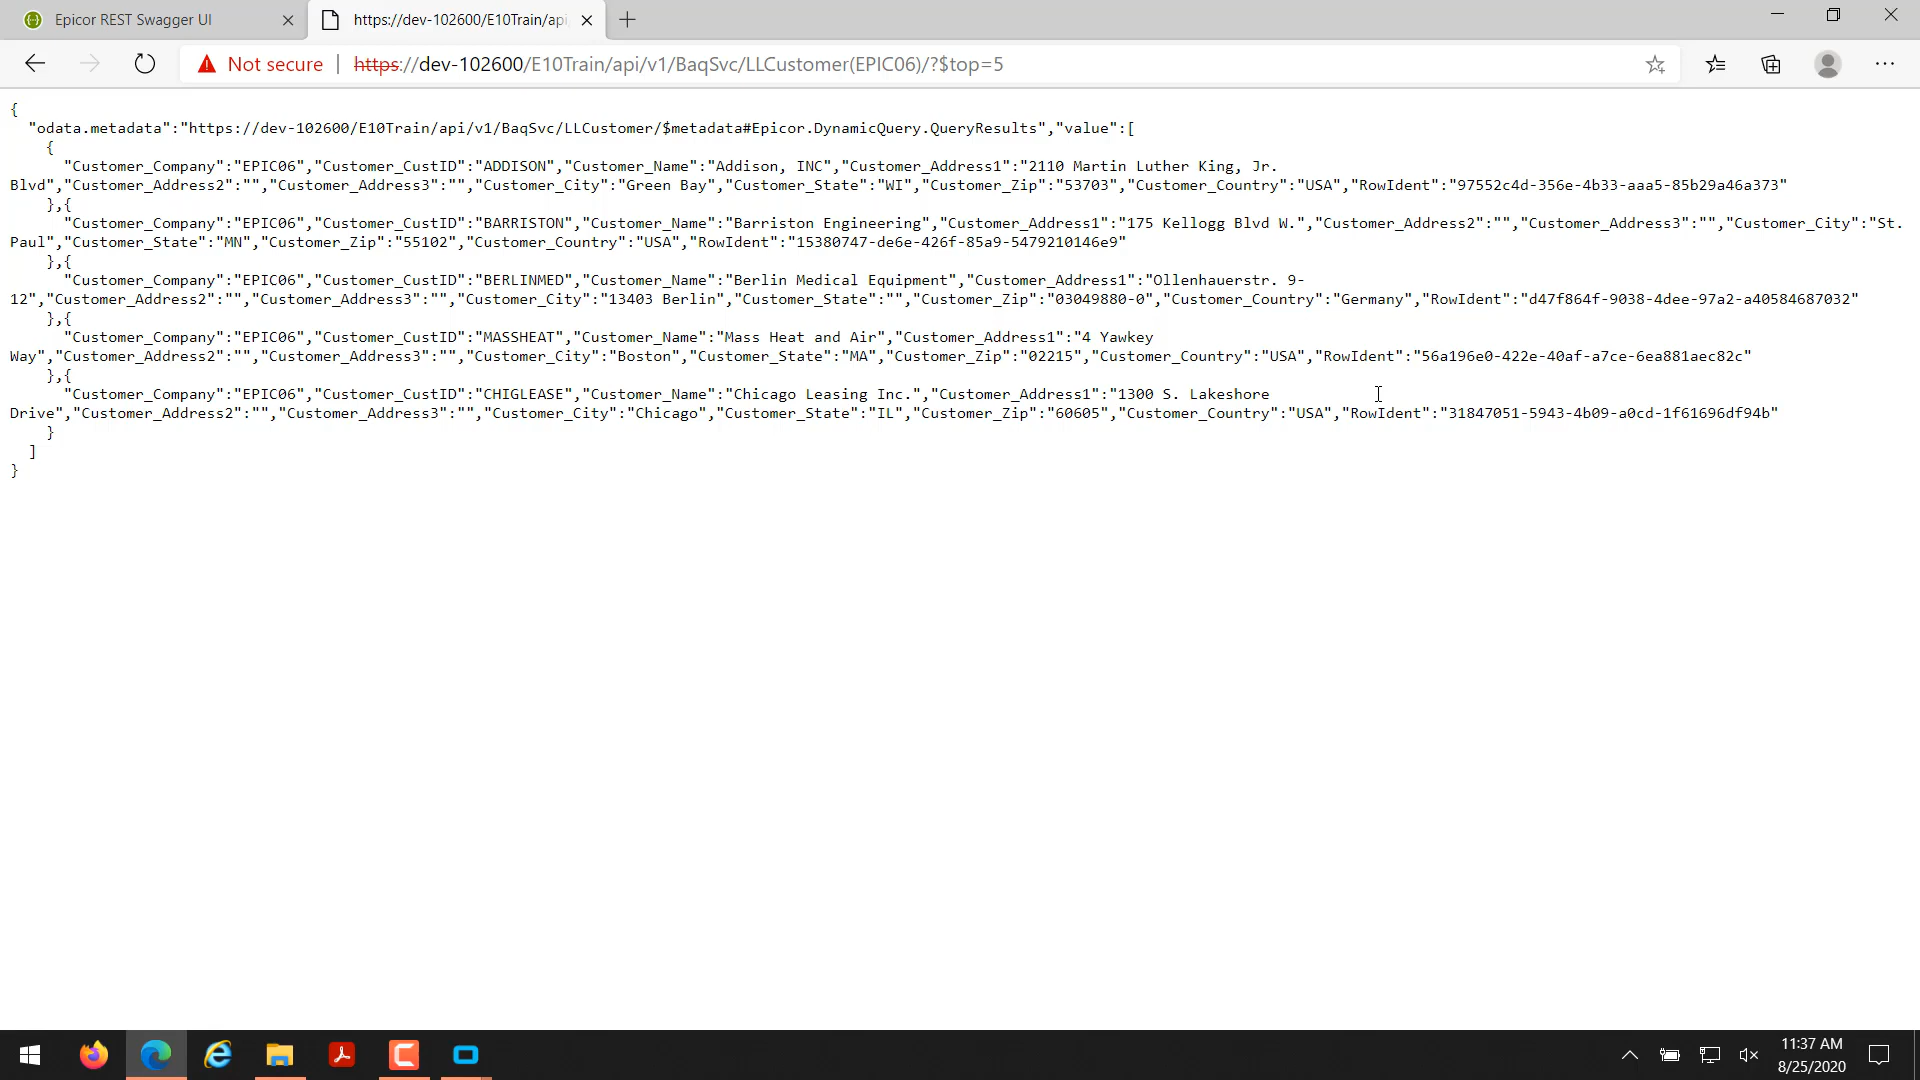 Epicor REST Swagger UI
https://dev-102600/E10Train/api
Not secure | https://dev-102600/E10Train/api/v1/BaqSvc/LLCustomer(EPIC06)/?$top=5
{
"odata.metadata":"https://dev-102600/E10Train/api/v1/BaqSvc/LLCustomer/$metadata#Epicor.DynamicQuery.QueryResults","value":[
{
"Customer_Company":"EPIC06","Customer_CustID":"ADDISON","Customer_Name":"Addison, INC","Customer_Address1":"2110 Martin Luther King, Jr.
Blvd","Customer_Address2":"","Customer_Address3":"","Customer_City":"Green Bay","Customer_State":"WI","Customer_Zip":"53703","Customer_Country":"USA","RowIdent":"97552c4d-356e-4b33-aaa5-85b29a46a373"
},{
"Customer_Company":"EPIC06","Customer_CustID":"BARRISTON","Customer_Name":"Barriston Engineering","Customer_Address1":"175 Kellogg Blvd W.","Customer_Address2":"","Customer_Address3":"","Customer_City":"St.
Paul","Customer_State":"MN","Customer_Zip":"55102","Customer_Country":"USA","RowIdent":"15380747-de6e-426f-85a9-5479210146e9"
},{
"Customer_Company":"EPIC06","Customer_CustID":"BERLINMED","Customer_Name":"Berlin Medical Equipment","Customer_Address1":"Ollenhauerstr. 9-
12","Customer_Address2":"","Customer_Address3":"","Customer_City":"13403 Berlin","Customer_State":"","Customer_Zip":"03049880-0","Customer_Country":"Germany","RowIdent":"d47f864f-9038-4dee-97a2-a40584687032"
},{
"Customer_Company":"EPIC06","Customer_CustID":"MASSHEAT","Customer_Name":"Mass Heat and Air","Customer_Address1":"4 Yawkey
Way","Customer_Address2":"","Customer_Address3":"","Customer_City":"Boston","Customer_State":"MA","Customer_Zip":"02215","Customer_Country":"USA","RowIdent":"56a196e0-422e-40af-a7ce-6ea881aec82c"
},{
"Customer_Company":"EPIC06","Customer_CustID":"CHIGLEASE","Customer_Name":"Chicago Leasing Inc.","Customer_Address1":"1300 S. Lakeshore
Drive","Customer_Address2":"","Customer_Address3":"","Customer_City":"Chicago","Customer_State":"IL","Customer_Zip":"60605","Customer_Country":"USA","RowIdent":"31847051-5943-4b09-a0cd-1f61696df94b"
}
]
}
11:37 AM
8/25/2020